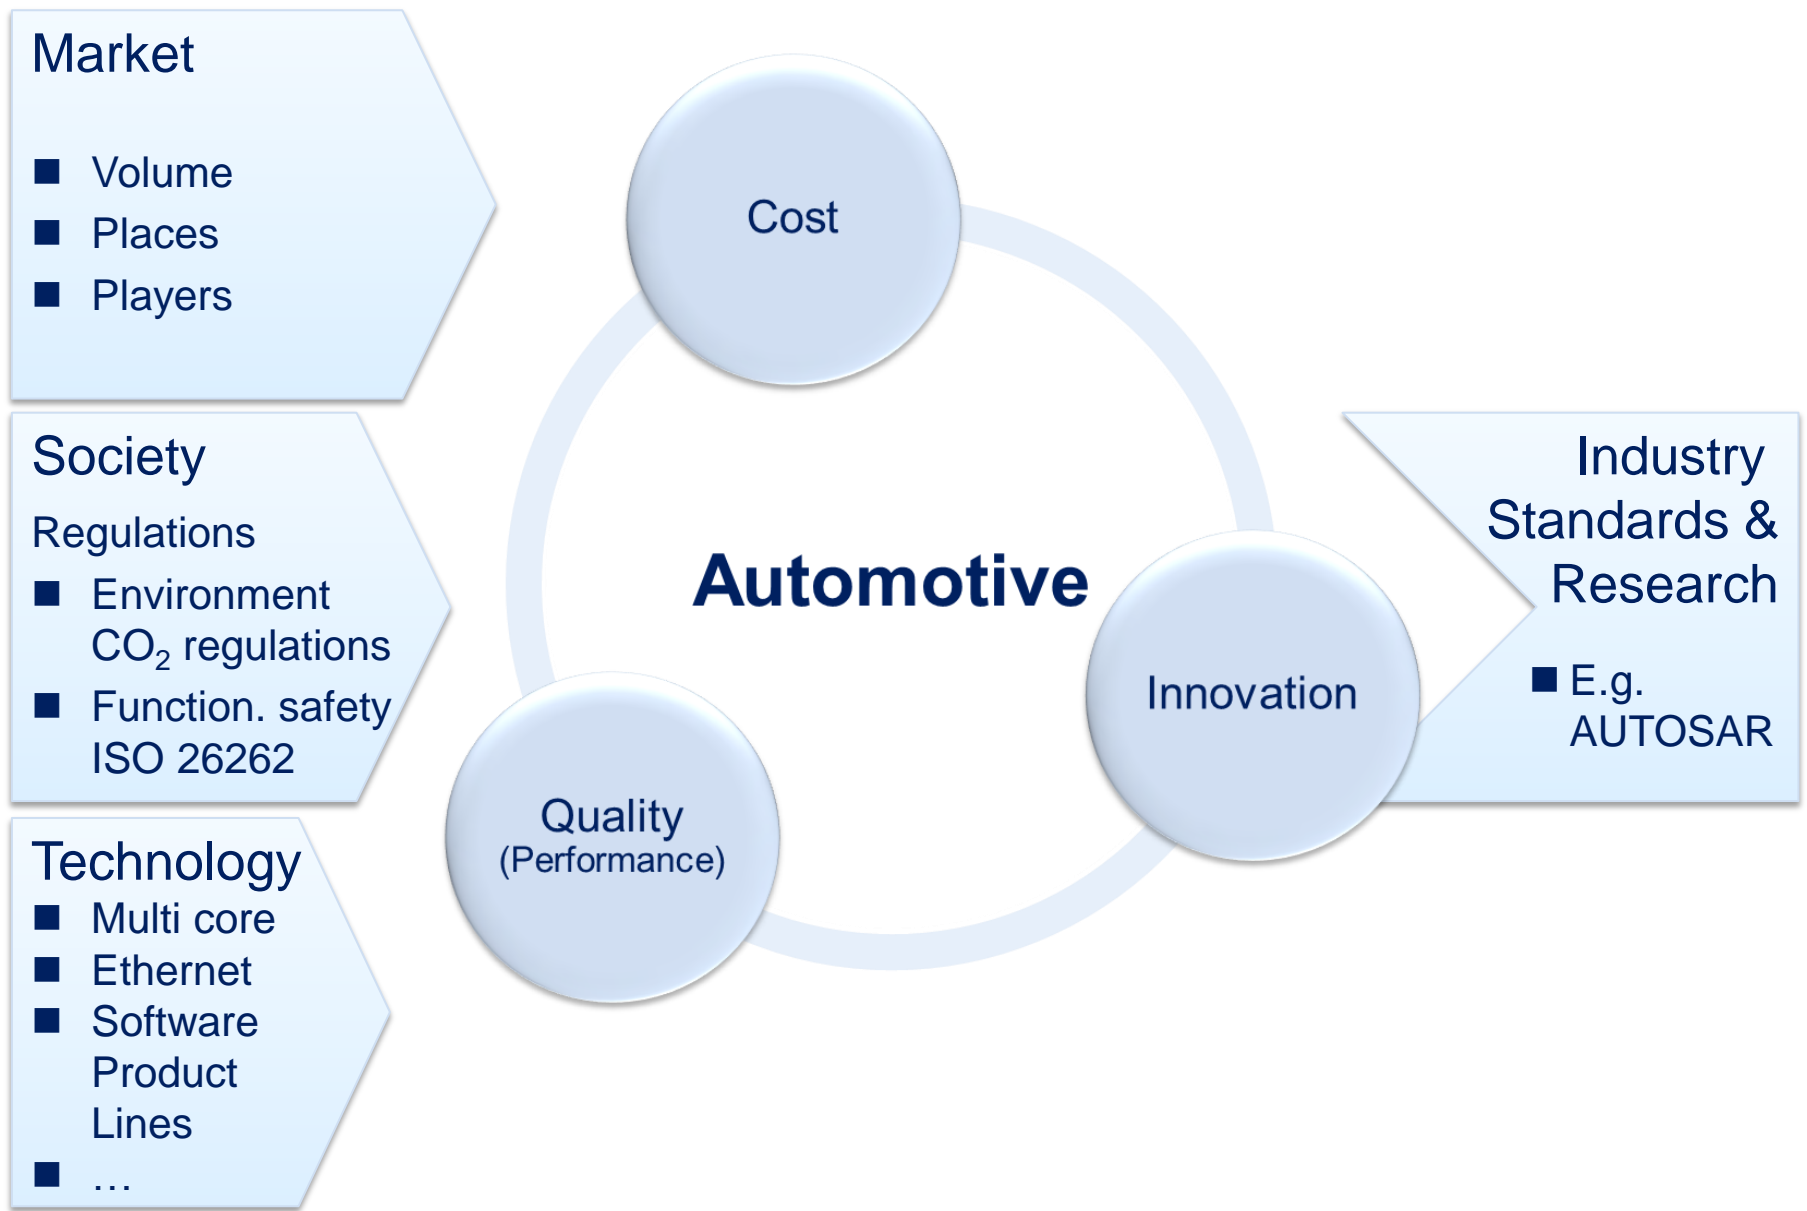 Market
■ Volume
■ Places
■ Players
Society
Regulations
■ Environment
CO₂ regulations
■ Function. safety
ISO 26262
Technology
■ Multi core
■ Ethernet
■ Software
Product
Lines
■ …
Cost
Automotive
Innovation
Quality
(Performance)
Industry
Standards &
Research
■ E.g.
AUTOSAR